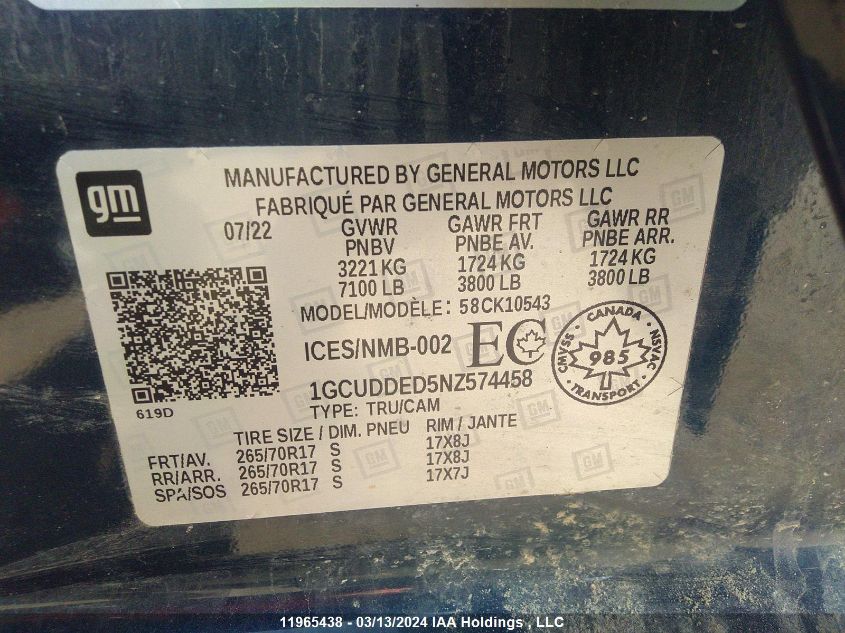 gm
MANUFACTURED BY GENERAL MOTORS LLC
FABRIQUÉ PAR GENERAL MOTORS LLC
07/22 GVWR GAWR FRT GAWR RR
PNBV PNBE AV. PNBE ARR.
3221 KG 1724 KG 1724 KG
7100 LB 3800 LB 3800 LB
MODEL/MODÈLE: 58CK10543
ICES/NMB-002 EC
CANADA
CMVSS 985 NSVAC
TRANSPORT
1GCUDDED5NZ574458
619D
TYPE: TRU/CAM
TIRE SIZE / DIM. PNEU RIM / JANTE
FRT/AV. 265/70R17 S 17X8J
RR/ARR. 265/70R17 S 17X8J
SPA/SOS 265/70R17 S 17X7J
11965438 - 03/13/2024 IAA Holdings , LLC